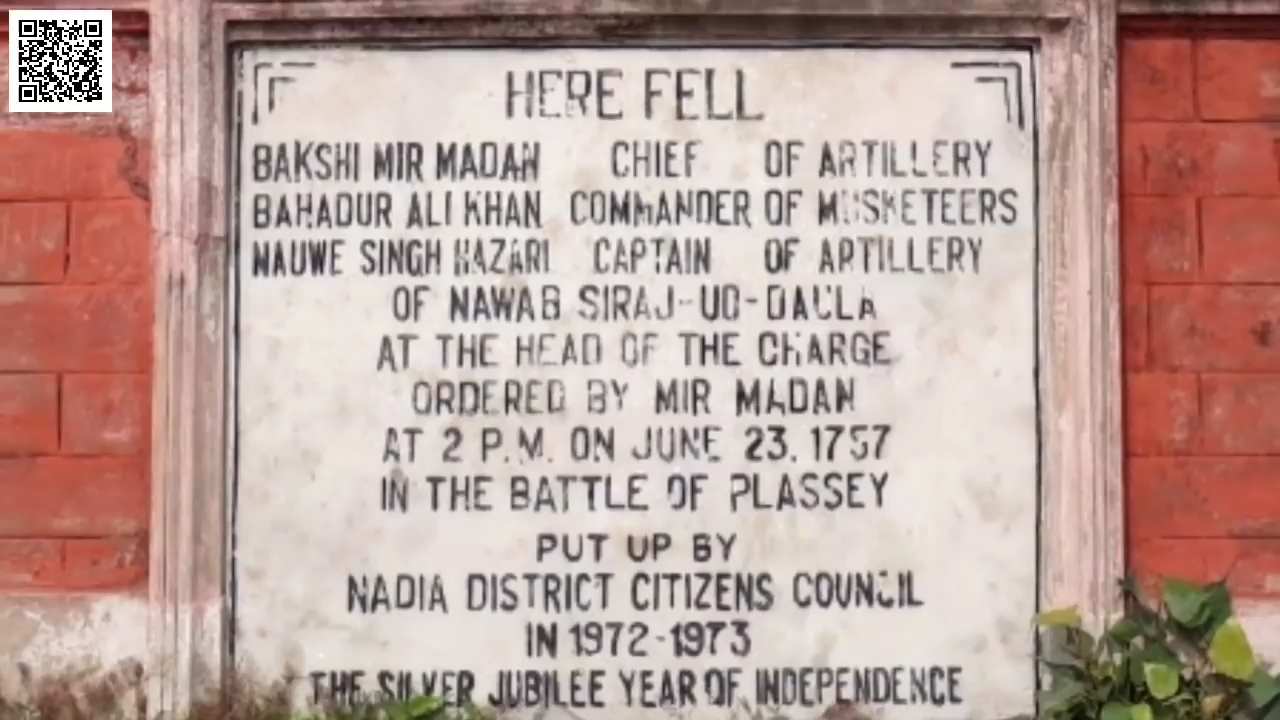 HERE FELL
BAKSHI MIR MADAN CHIEF OF ARTILLERY
BAHADUR ALI KHAN COMMANDER OF MUSKETEERS
NAUWE SINGH HAZARI CAPTAIN OF ARTILLERY
OF NAWAB SIRAJ-UD-DAULA
AT THE HEAD OF THE CHARGE
ORDERED BY MIR MADAN
AT 2 P.M. ON JUNE 23, 1757
IN THE BATTLE OF PLASSEY
PUT UP BY
NADIA DISTRICT CITIZENS COUNCIL
IN 1972-1973
THE SILVER JUBILEE YEAR OF INDEPENDENCE